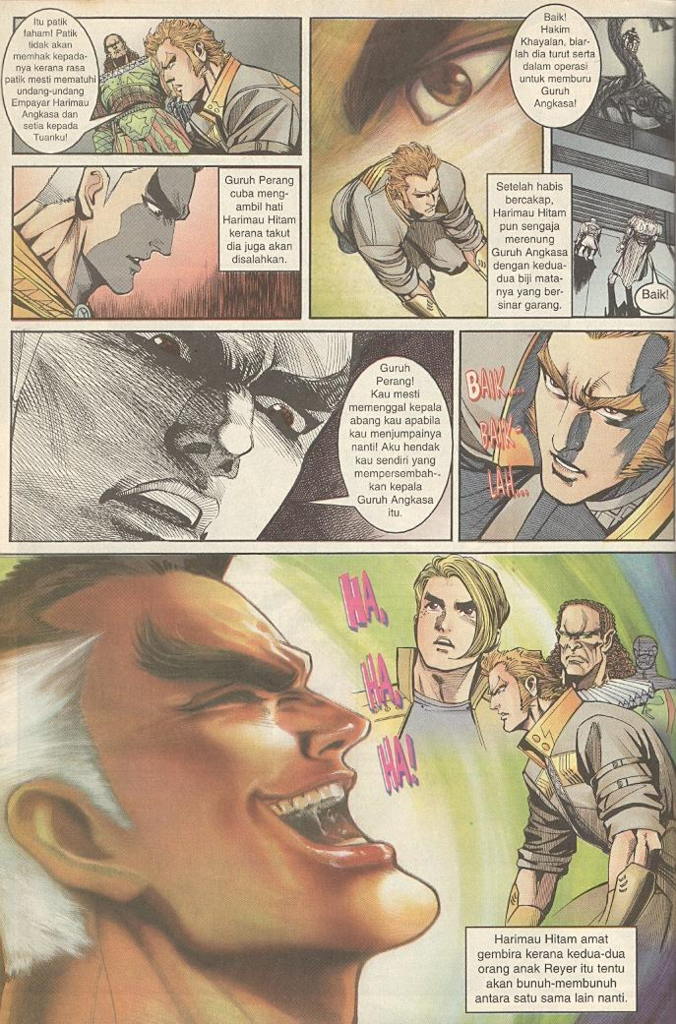 Itu patik
faham! Patik
tidak akan
memhak kepada-
nya kerana rasa
patik mesti mematuhi
undang-undang
Empayar Harimau
Angkasa dan
setia kepada
Tuanku!
Baik!
Hakim
Khayalan, biar-
lah dia turut serta
dalam operasi
untuk memburu
Guruh
Angkasa!
Guruh Perang
cuba meng-
ambil hati
Harimau Hitam
kerana takut
dia juga akan
disalahkan.
Setelah habis
bercakap,
Harimau Hitam
pun sengaja
merenung
Guruh Angkasa
dengan kedua-
dua biji mata-
nya yang ber-
sinar garang.
Baik!
Guruh
Perang!
Kau mesti
memenggal kepala
abang kau apabila
kau menjumpainya
nanti! Aku hendak
kau sendiri yang
mempersembah-
kan kepala
Guruh Angkasa
itu.
BAIK...
BAIK-
LAH...
HA,
HA,
HA!
Harimau Hitam amat
gembira kerana kedua-dua
orang anak Reyer itu tentu
akan bunuh-membunuh
antara satu sama lain nanti.